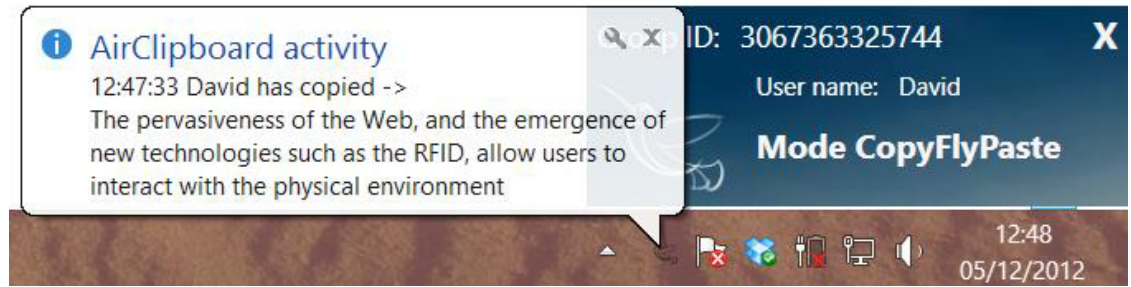 AirClipboard activity
12:47:33 David has copied ->
The pervasiveness of the Web, and the emergence of
new technologies such as the RFID, allow users to
interact with the physical environment
ID: 3067363325744
X
User name: David
Mode CopyFlyPaste
12:48
05/12/2012